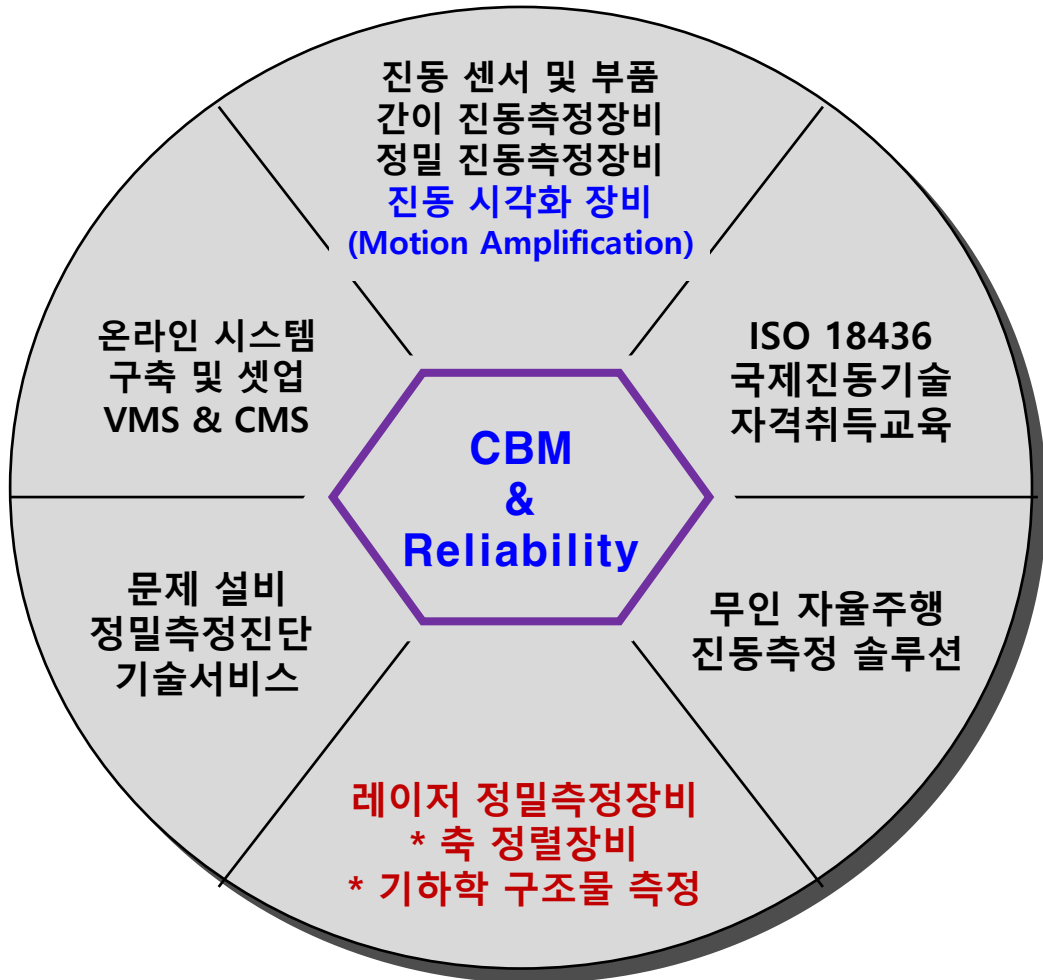 진동 센서 및 부품
간이 진동측정장비
정밀 진동측정장비
진동 시각화 장비
(Motion Amplification)
온라인 시스템
구축 및 셋업
VMS & CMS
ISO 18436
국제진동기술
자격취득교육
CBM
&
Reliability
문제 설비
정밀측정진단
기술서비스
무인 자율주행
진동측정 솔루션
레이저 정밀측정장비
* 축 정렬장비
* 기하학 구조물 측정